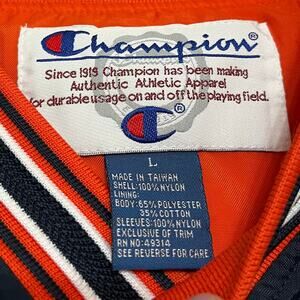 Champion®
Since 1919 Champion has been making
Authentic Athletic Apparel
for durable usage on and off the playing field.
®
L
MADE IN TAIWAN
SHELL: 100% NYLON
LINING:
BODY: 65% POLYESTER
35% COTTON
SLEEVES: 100% NYLON
EXCLUSIVE OF TRIM
RN NO: 49314
SEE REVERSE FOR CARE